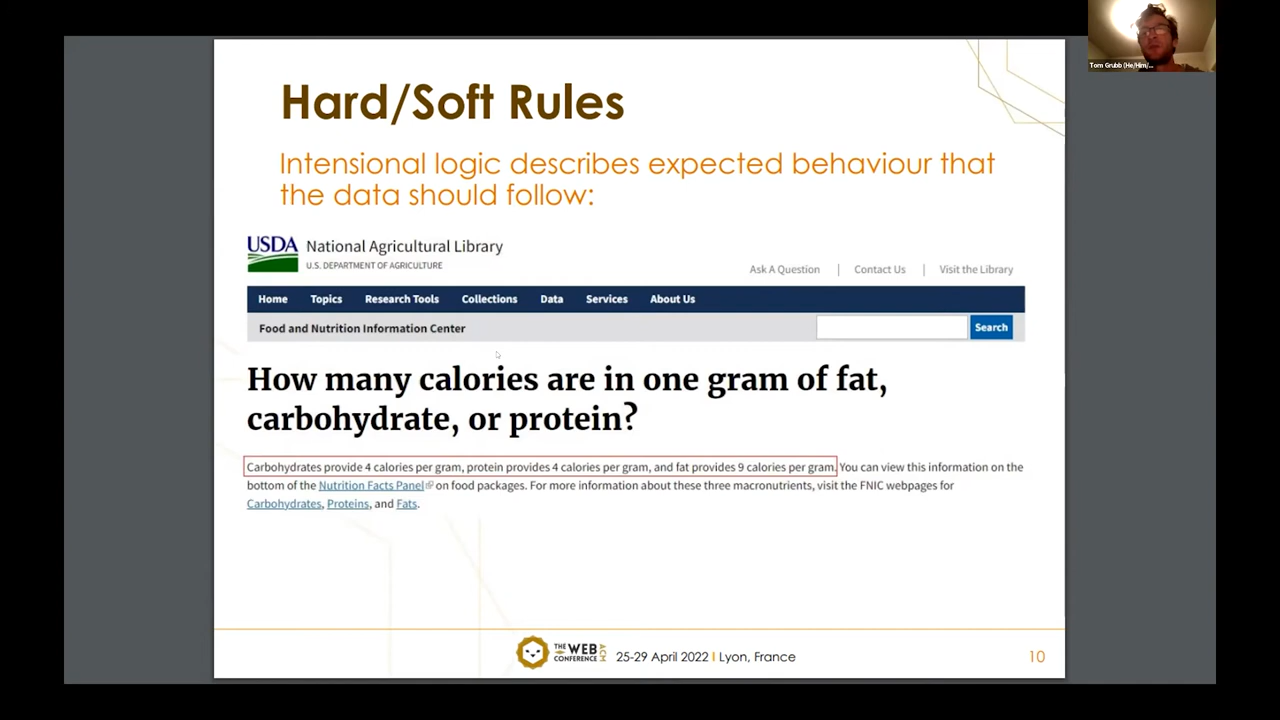 Tom Grubb (He/Him/...
Hard/Soft Rules
Intensional logic describes expected behaviour that
the data should follow:
USDA National Agricultural Library
U.S. DEPARTMENT OF AGRICULTURE
Ask A Question | Contact Us | Visit the Library
Home Topics Research Tools Collections Data Services About Us
Food and Nutrition Information Center Search
How many calories are in one gram of fat,
carbohydrate, or protein?
Carbohydrates provide 4 calories per gram, protein provides 4 calories per gram, and fat provides 9 calories per gram. You can view this information on the
bottom of the Nutrition Facts Panel on food packages. For more information about these three macronutrients, visit the FNIC webpages for
Carbohydrates, Proteins, and Fats.
THE WEB CONFERENCE ACM 25-29 April 2022 | Lyon, France 10